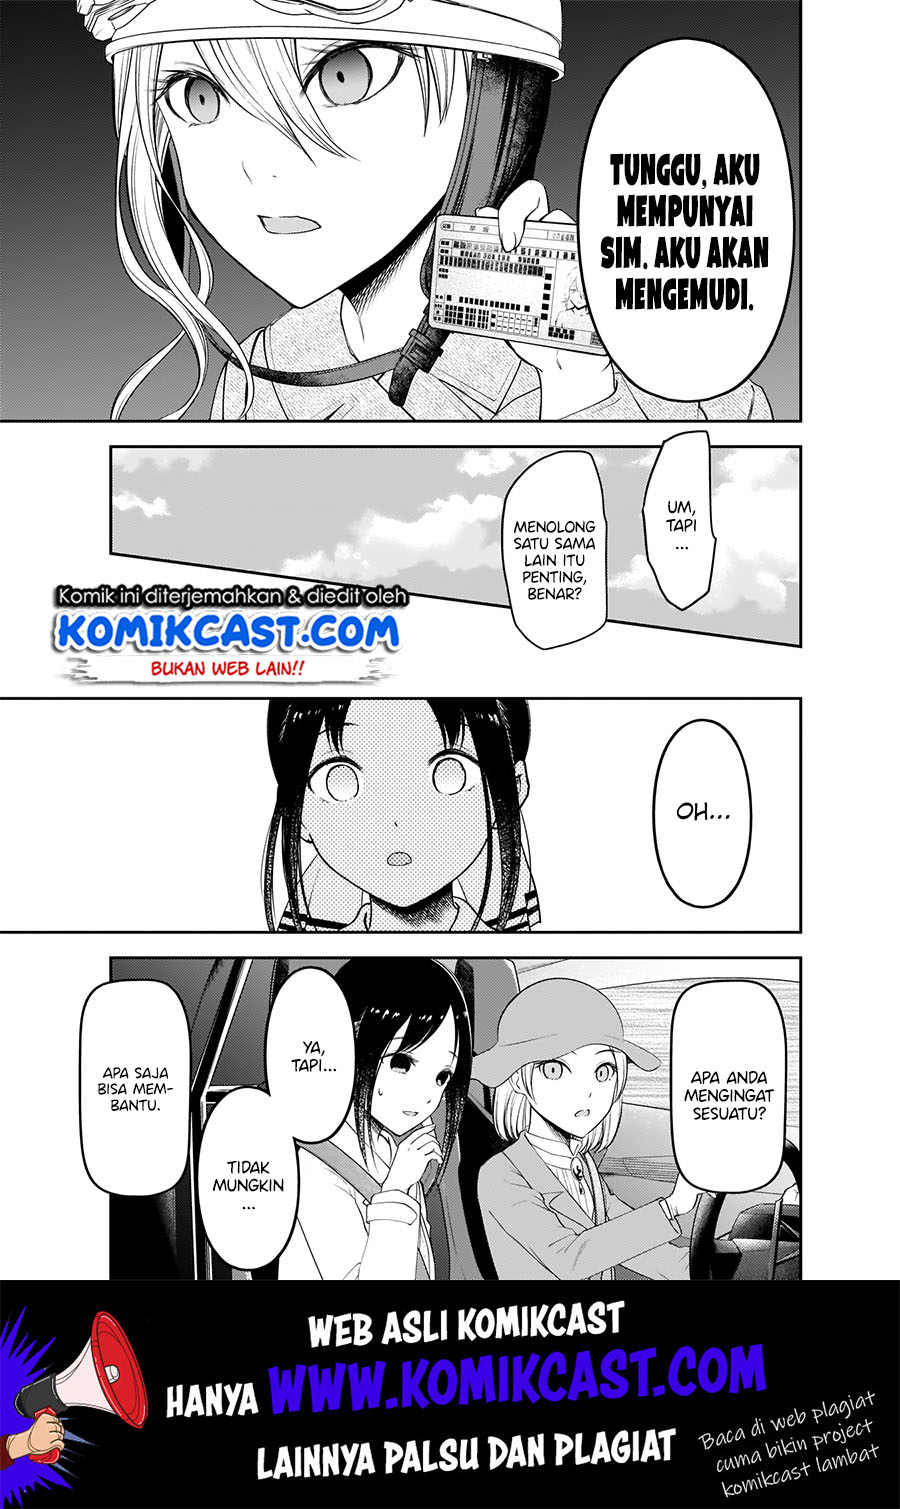 TUNGGU, AKU
MEMPUNYAI
SIM. AKU AKAN
MENGEMUDI.
UM,
TAPI
...
MENOLONG
SATU SAMA
LAIN ITU
PENTING,
BENAR?
Komik ini diterjemahkan & diedit oleh
KOMIKCAST.COM
BUKAN WEB LAIN!!
OH...
APA ANDA
MENGINGAT
SESUATU?
YA,
TAPI...
TIDAK
MUNGKIN
...
APA SAJA
BISA MEM-
BANTU.
WEB ASLI KOMIKCAST
HANYA WWW.KOMIKCAST.COM
LAINNYA PALSU DAN PLAGIAT
Baca di web plagiat
cuma bikin project
komikcast lambat